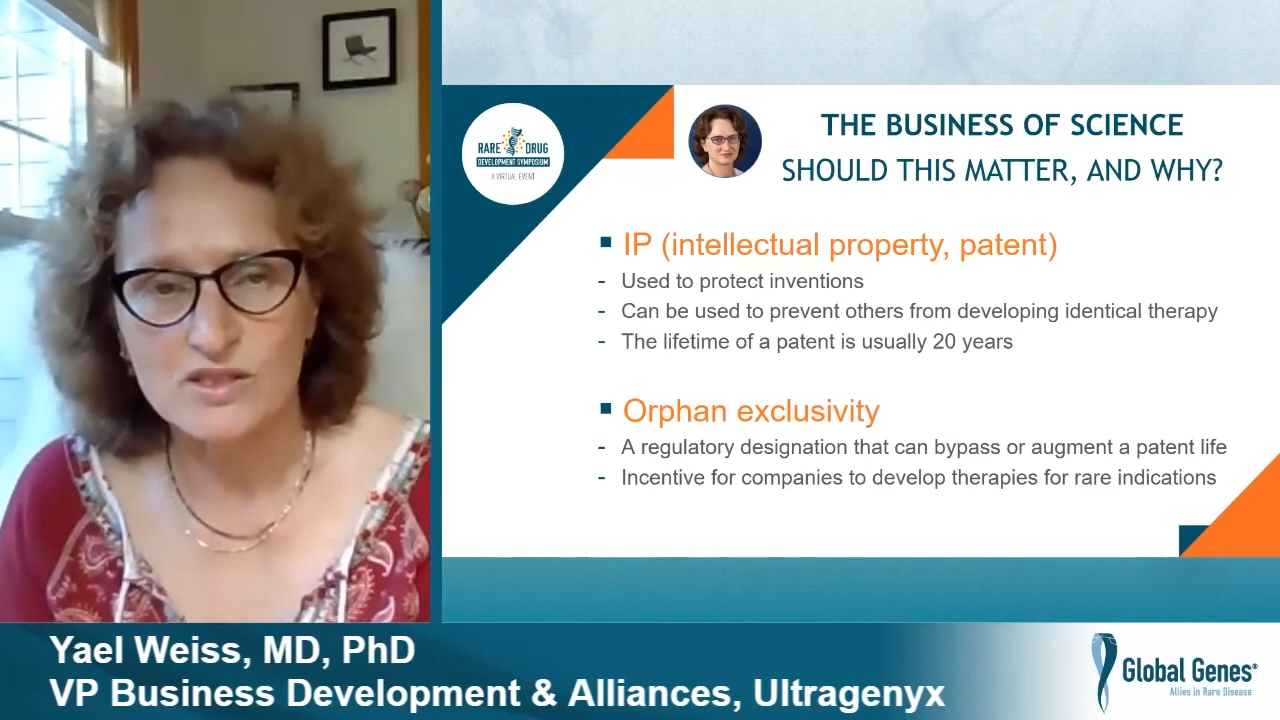 RARE DRUG
DEVELOPMENT SYMPOSIUM
A VIRTUAL EVENT
THE BUSINESS OF SCIENCE
SHOULD THIS MATTER, AND WHY?
▪ IP (intellectual property, patent)
- Used to protect inventions
- Can be used to prevent others from developing identical therapy
- The lifetime of a patent is usually 20 years
▪ Orphan exclusivity
- A regulatory designation that can bypass or augment a patent life
- Incentive for companies to develop therapies for rare indications
Yael Weiss, MD, PhD
VP Business Development & Alliances, Ultragenyx
Global Genes®
Allies in Rare Disease